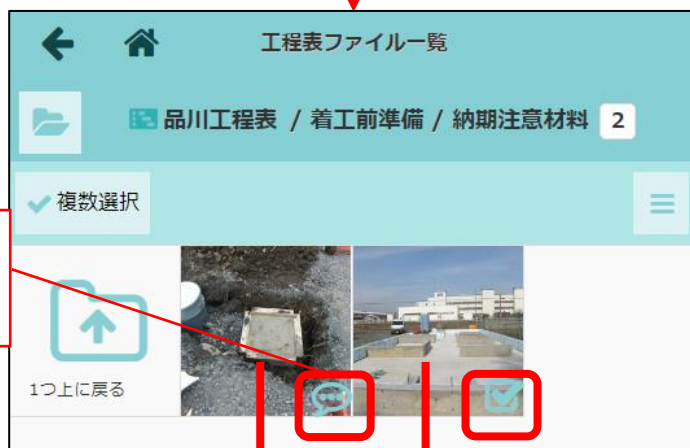 工程表ファイル一覧
品川工程表 / 着工前準備 / 納期注意材料 2
複数選択
1つ上に戻る